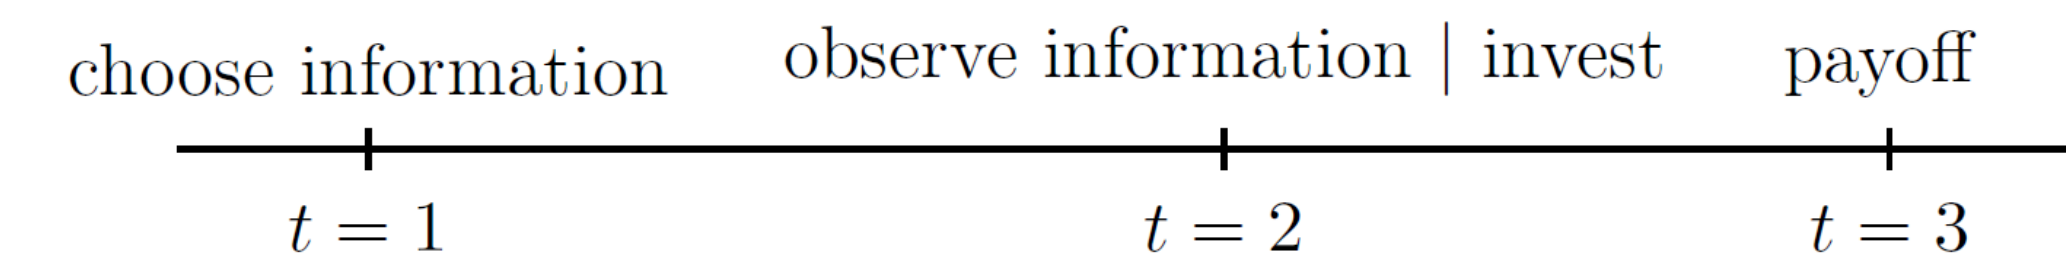 choose information observe information | invest payoff
t = 1 t = 2 t = 3